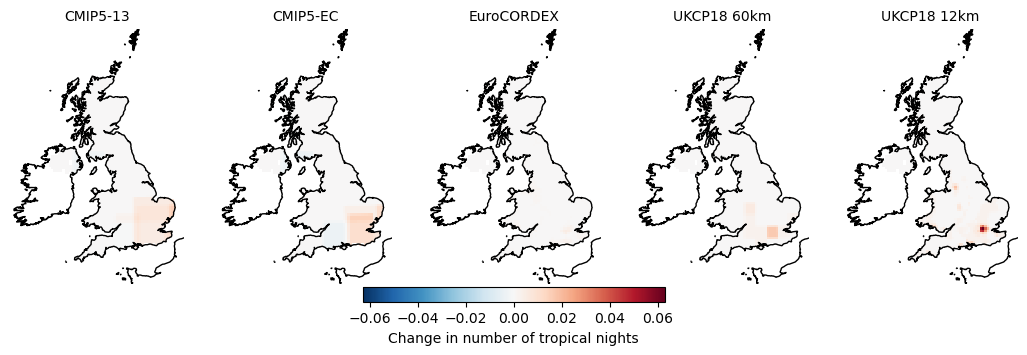 CMIP5-13 CMIP5-EC EuroCORDEX UKCP18 60km UKCP18 12km
−0.06 −0.04 −0.02 0.00 0.02 0.04 0.06
Change in number of tropical nights